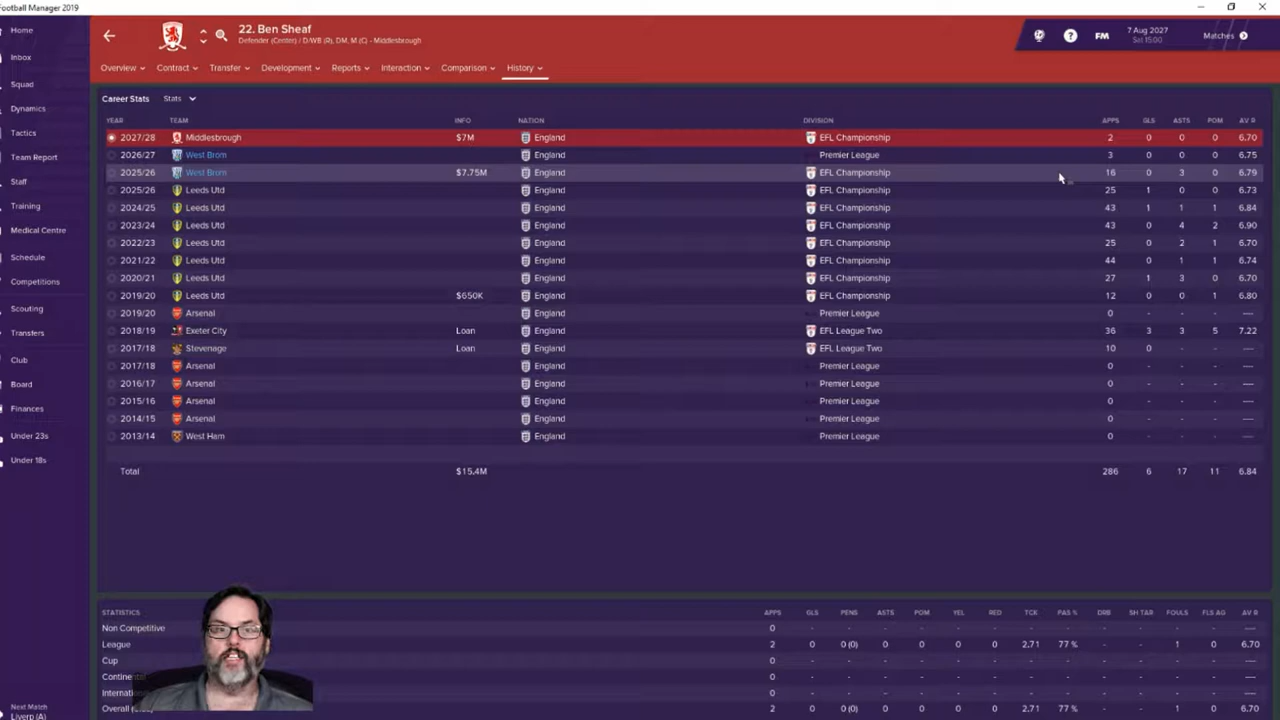 Football Manager 2019
Home
Inbox
Squad
Dynamics
Tactics
Team Report
Staff
Training
Medical Centre
Schedule
Competitions
Scouting
Transfers
Club
Board
Finances
Under 23s
Under 18s
Next Match
Liverp (A)
22. Ben Sheaf
Defender (Center) / D/WB (R), DM, M (C) - Middlesbrough
? FM 7 Aug 2027 Sat 15:00 Matches
Overview Contract Transfer Development Reports Interaction Comparison History
Career Stats Stats
YEAR TEAM INFO NATION DIVISION APPS GLS ASTS POM AV R
2027/28 Middlesbrough $7M England EFL Championship 2 0 0 0 6.70
2026/27 West Brom England Premier League 3 0 0 0 6.75
2025/26 West Brom $7.75M England EFL Championship 16 0 3 0 6.79
2025/26 Leeds Utd England EFL Championship 25 1 0 0 6.73
2024/25 Leeds Utd England EFL Championship 43 1 1 1 6.84
2023/24 Leeds Utd England EFL Championship 43 0 4 2 6.90
2022/23 Leeds Utd England EFL Championship 25 0 2 1 6.70
2021/22 Leeds Utd England EFL Championship 44 0 1 1 6.74
2020/21 Leeds Utd England EFL Championship 27 1 3 0 6.70
2019/20 Leeds Utd $650K England EFL Championship 12 0 0 1 6.80
2019/20 Arsenal England Premier League 0 - - - ----
2018/19 Exeter City Loan England EFL League Two 36 3 3 5 7.22
2017/18 Stevenage Loan England EFL League Two 10 0 - - ----
2017/18 Arsenal England Premier League 0 - - - ----
2016/17 Arsenal England Premier League 0 - - - ----
2015/16 Arsenal England Premier League 0 - - - ----
2014/15 Arsenal England Premier League 0 - - - ----
2013/14 West Ham England Premier League 0 - - - ----
Total $15.4M 286 6 17 11 6.84
STATISTICS APPS GLS PENS ASTS POM YEL RED TCK PAS % DRB SH TAR FOULS FLS AG AV R
Non Competitive 0 - - - - - - - - - - - - ----
League 2 0 0 (0) 0 0 0 0 2.71 77 % - - 1 0 6.70
Cup 0 - - - - - - - - - - - - ----
Continen 0 - - - - - - - - - - - - ----
Internati 0 - - - - - - - - - - - - ----
Overall 2 0 0 (0) 0 0 0 0 2.71 77 % - - 1 0 6.70